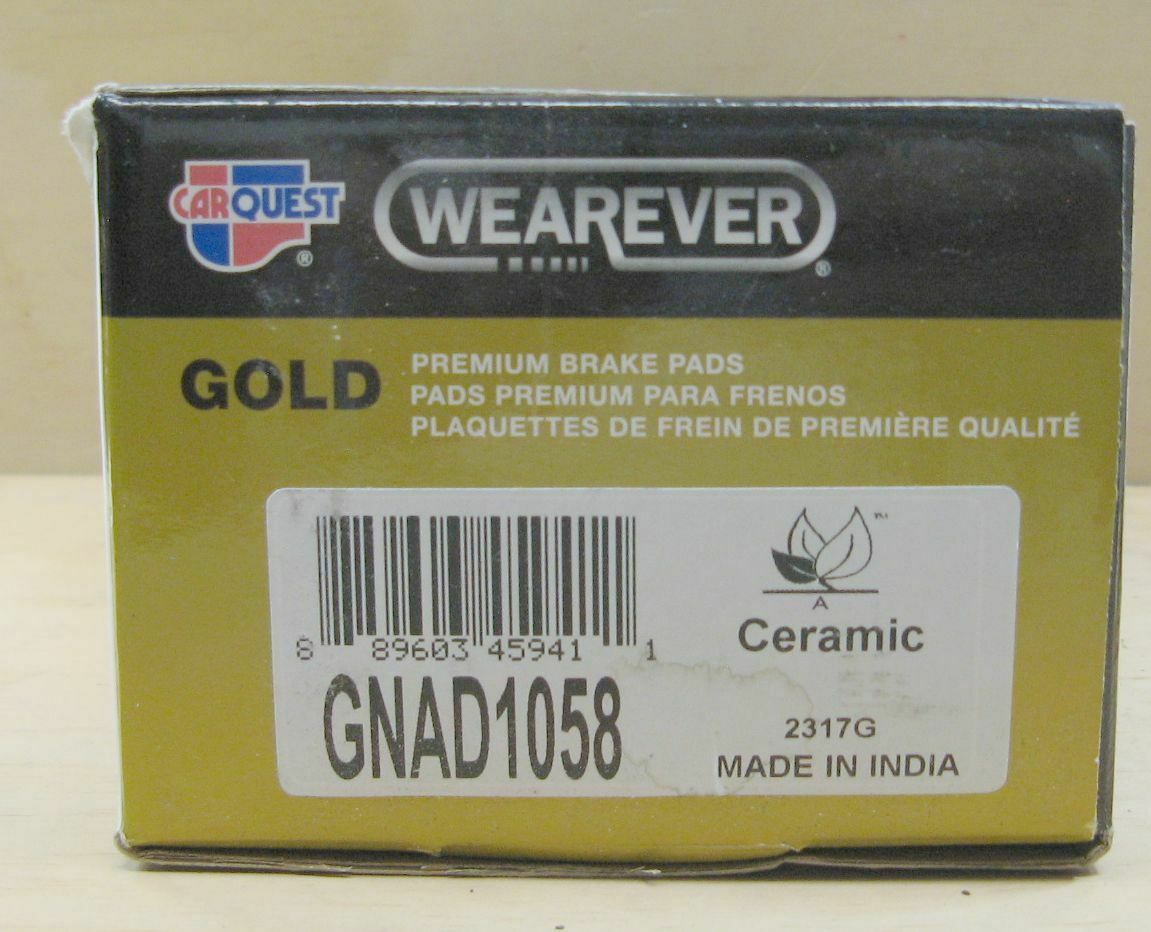 CARQUEST ®
WEAREVER ®
GOLD
PREMIUM BRAKE PADS
PADS PREMIUM PARA FRENOS
PLAQUETTES DE FREIN DE PREMIÈRE QUALITÉ
™
A
Ceramic
8 89603 45941 1
GNAD1058
2317G
MADE IN INDIA